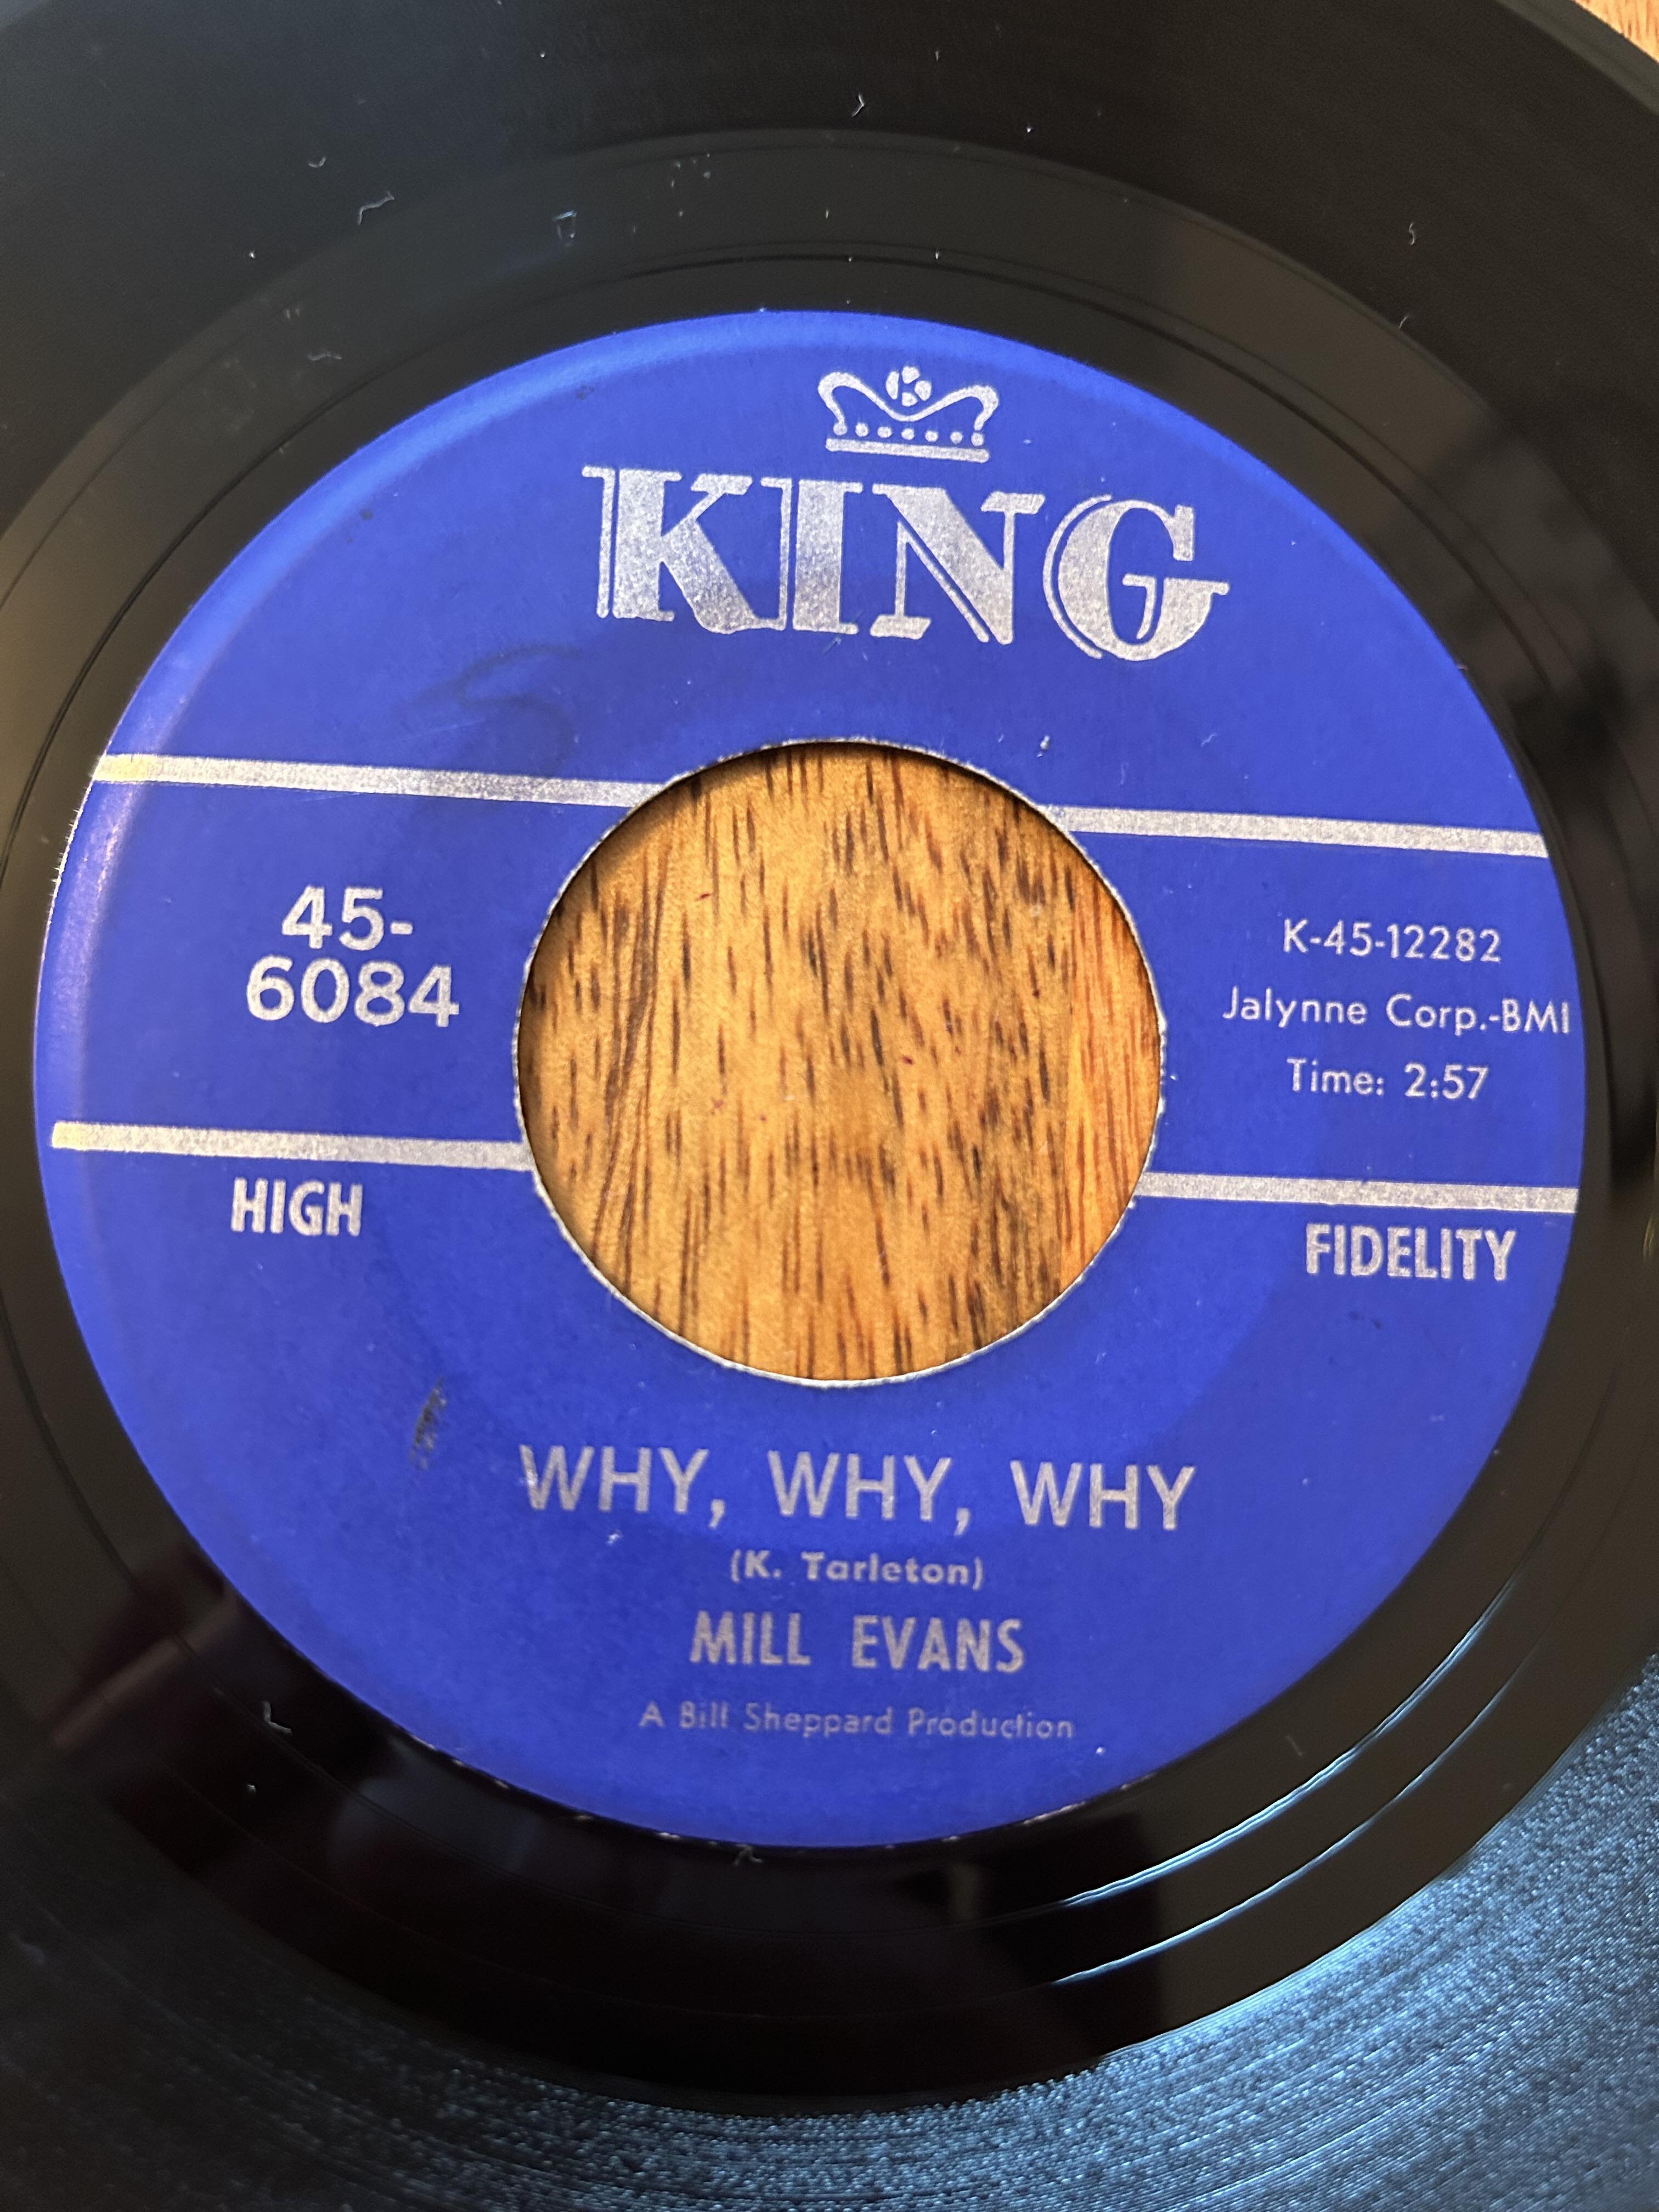 K
KING
45-
6084
K-45-12282
Jalynne Corp.-BMI
Time: 2:57
HIGH
FIDELITY
WHY, WHY, WHY
(K. Tarleton)
MILL EVANS
A Bill Sheppard Production